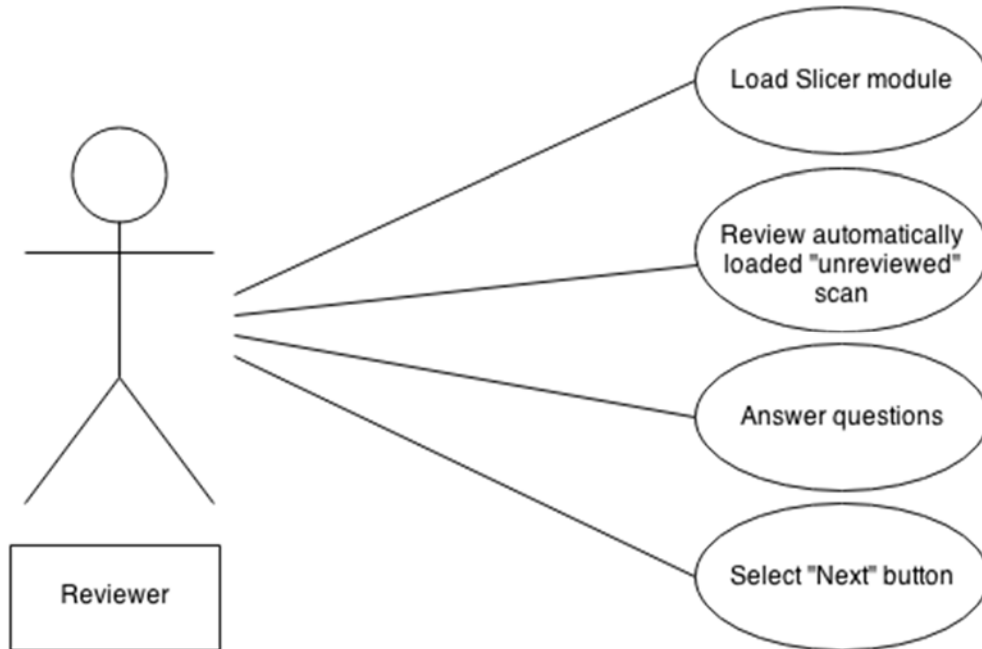 Load Slicer module
Review automatically
loaded "unreviewed"
scan
Answer questions
Select "Next" button
Reviewer